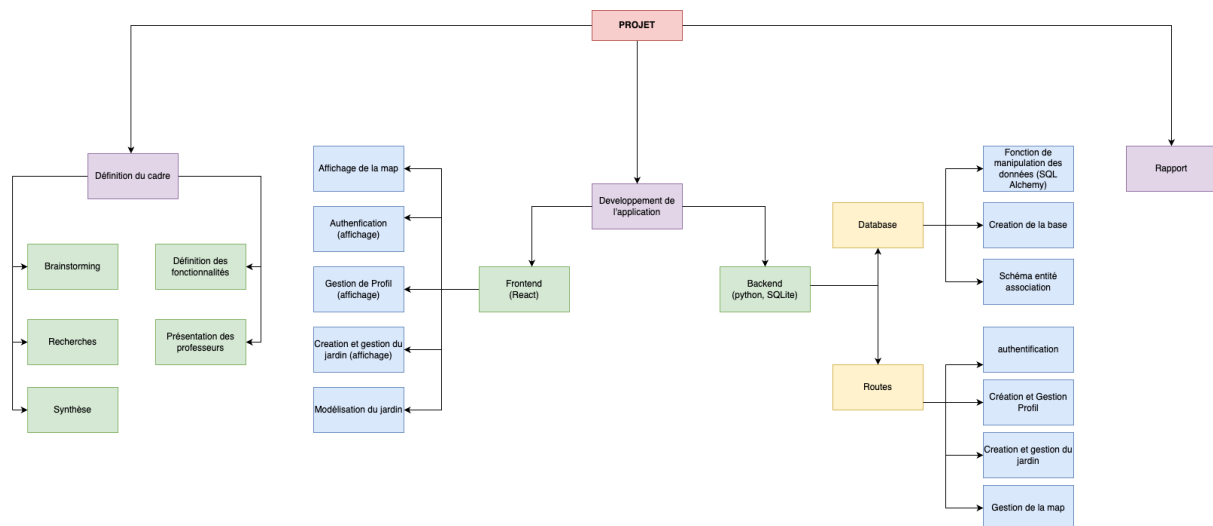 PROJET
Définition du cadre
Brainstorming
Définition des
fonctionnalités
Recherches
Présentation des
professeurs
Synthèse
Developpement de
l'application
Frontend
(React)
Affichage de la map
Authenfication
(affichage)
Gestion de Profil
(affichage)
Creation et gestion du
jardin (affichage)
Modélisation du jardin
Backend
(python, SQLite)
Database
Fonction de
manipulation des
données (SQL
Alchemy)
Creation de la base
Schéma entité
association
Routes
authentification
Création et Gestion
Profil
Creation et gestion du
jardin
Gestion de la map
Rapport